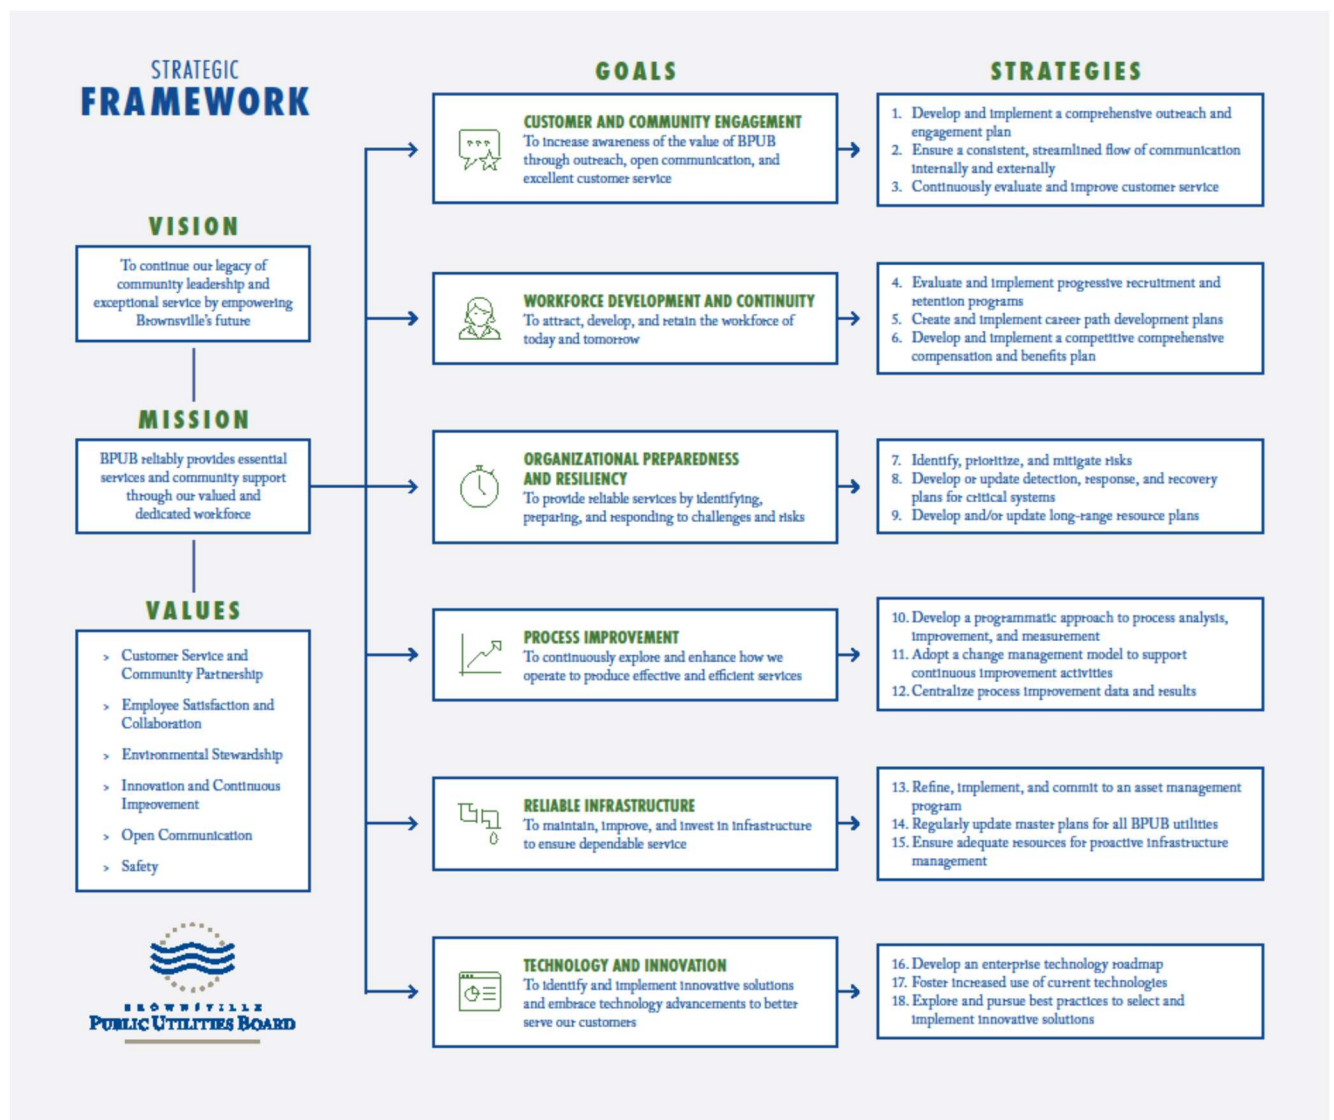 STRATEGIC
FRAMEWORK
VISION
To continue our legacy of
community leadership and
exceptional service by empowering
Brownsville's future
MISSION
BPUB reliably provides essential
services and community support
through our valued and
dedicated workforce
VALUES
> Customer Service and
Community Partnership
> Employee Satisfaction and
Collaboration
> Environmental Stewardship
> Innovation and Continuous
Improvement
> Open Communication
> Safety
BROWNSVILLE
PUBLIC UTILITIES BOARD
GOALS
CUSTOMER AND COMMUNITY ENGAGEMENT
To increase awareness of the value of BPUB
through outreach, open communication, and
excellent customer service
WORKFORCE DEVELOPMENT AND CONTINUITY
To attract, develop, and retain the workforce of
today and tomorrow
ORGANIZATIONAL PREPAREDNESS
AND RESILIENCY
To provide reliable services by identifying,
preparing, and responding to challenges and risks
PROCESS IMPROVEMENT
To continuously explore and enhance how we
operate to produce effective and efficient services
RELIABLE INFRASTRUCTURE
To maintain, improve, and invest in infrastructure
to ensure dependable service
TECHNOLOGY AND INNOVATION
To identify and implement innovative solutions
and embrace technology advancements to better
serve our customers
STRATEGIES
1. Develop and implement a comprehensive outreach and
engagement plan
2. Ensure a consistent, streamlined flow of communication
internally and externally
3. Continuously evaluate and improve customer service
4. Evaluate and implement progressive recruitment and
retention programs
5. Create and implement career path development plans
6. Develop and implement a competitive comprehensive
compensation and benefits plan
7. Identify, prioritize, and mitigate risks
8. Develop or update detection, response, and recovery
plans for critical systems
9. Develop and/or update long-range resource plans
10. Develop a programmatic approach to process analysis,
improvement, and measurement
11. Adopt a change management model to support
continuous improvement activities
12. Centralize process improvement data and results
13. Refine, implement, and commit to an asset management
program
14. Regularly update master plans for all BPUB utilities
15. Ensure adequate resources for proactive infrastructure
management
16. Develop an enterprise technology roadmap
17. Foster increased use of current technologies
18. Explore and pursue best practices to select and
implement innovative solutions